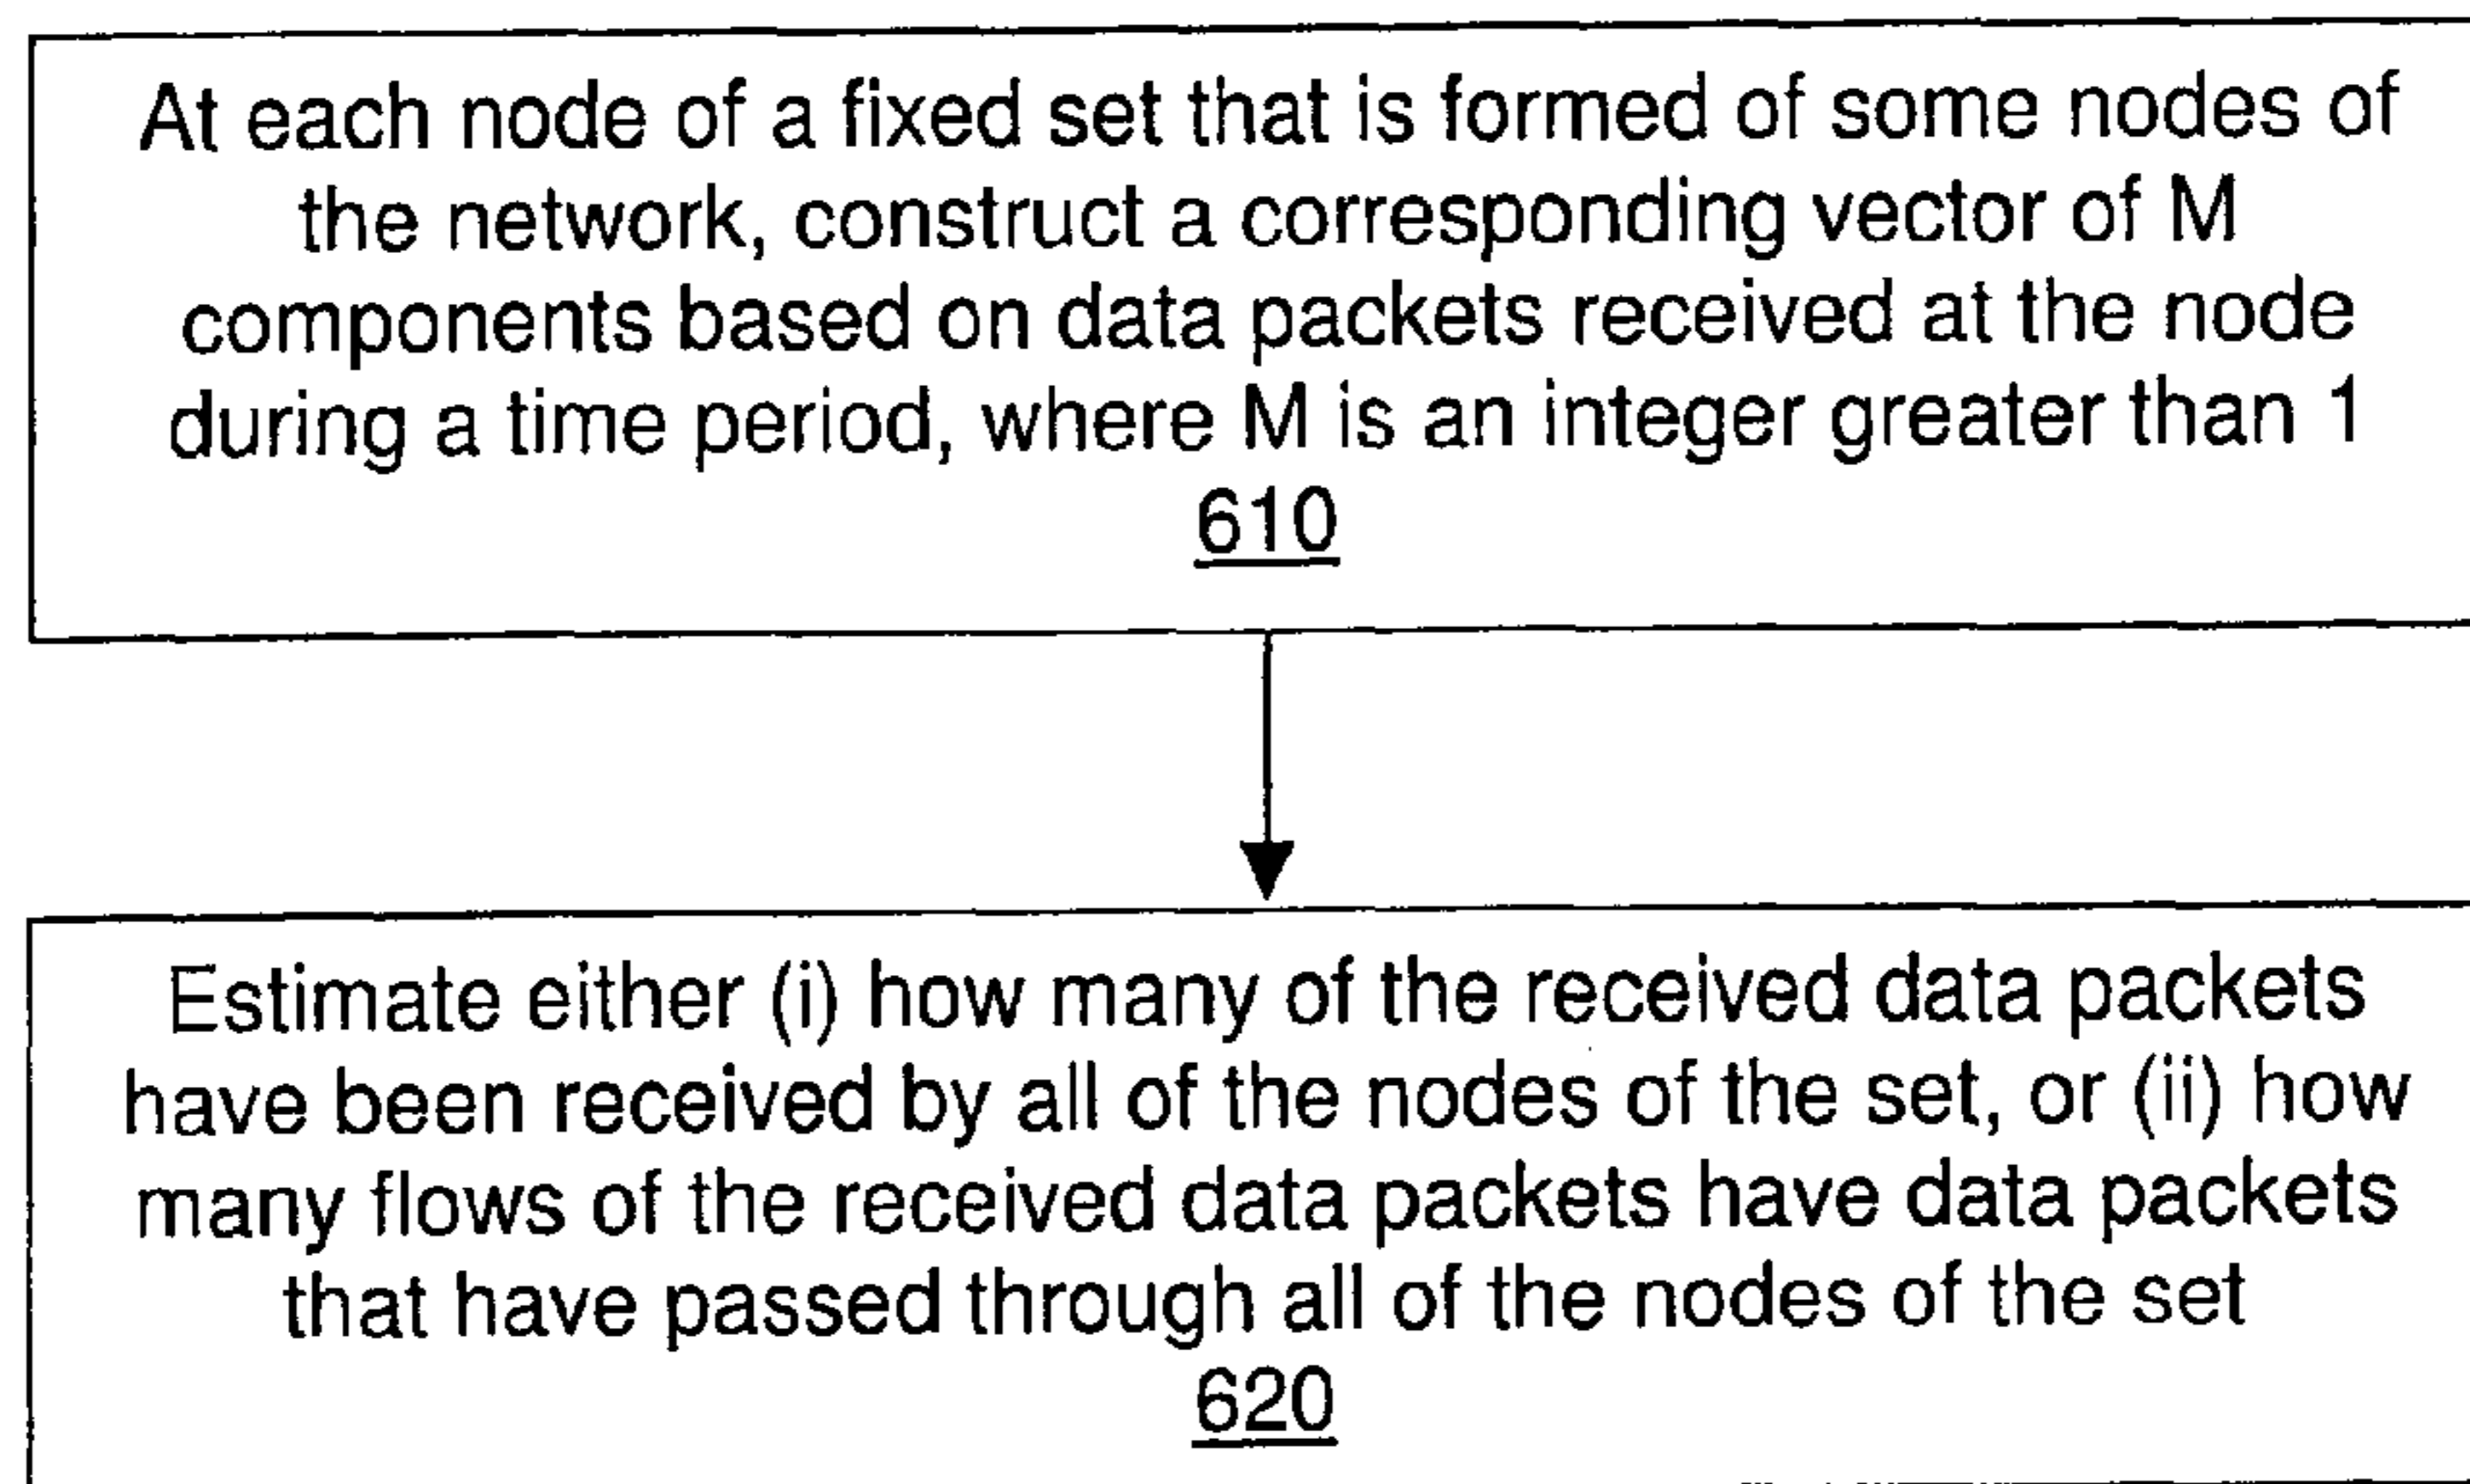 At each node of a fixed set that is formed of some nodes of
the network, construct a corresponding vector of M
components based on data packets received at the node
during a time period, where M is an integer greater than 1
610
Estimate either (i) how many of the received data packets
have been received by all of the nodes of the set, or (ii) how
many flows of the received data packets have data packets
that have passed through all of the nodes of the set
620